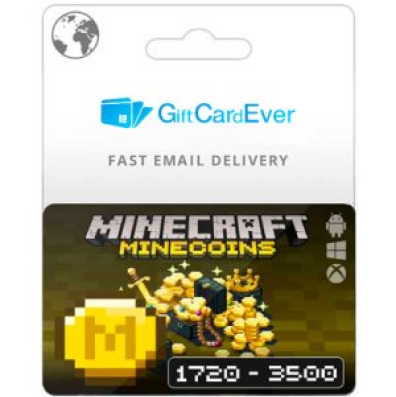 GiftCardEver
FAST EMAIL DELIVERY
MINECRAFT
MINECOINS
M
1720 - 3500